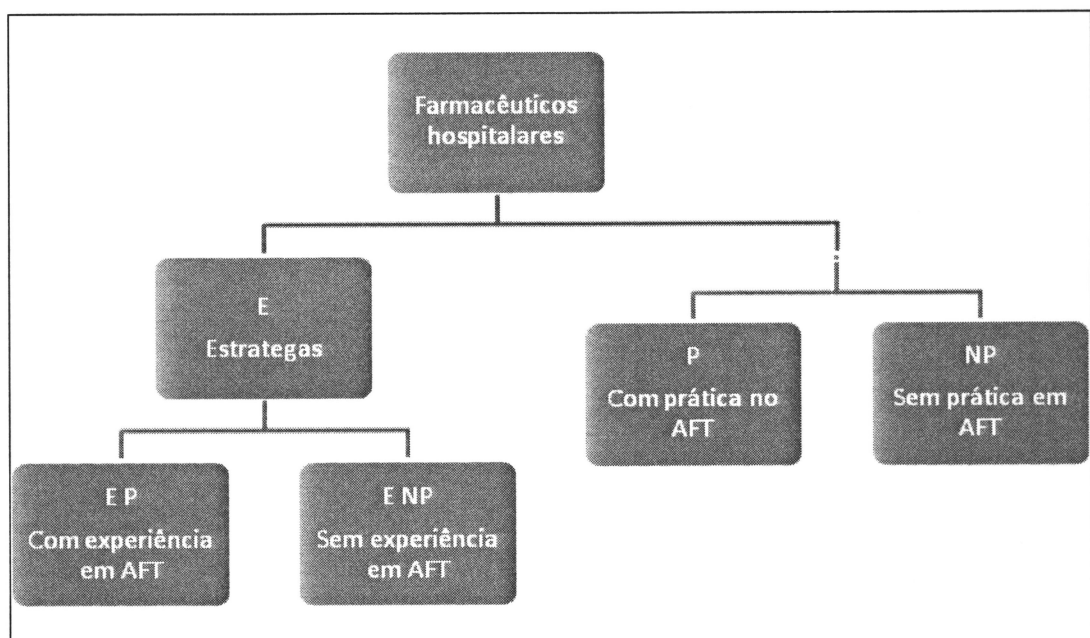 Farmacêuticos
hospitalares
E
Estrategas
P
Com prática no
AFT
NP
Sem prática em
AFT
E P
Com experiência
em AFT
E NP
Sem experiência
em AFT